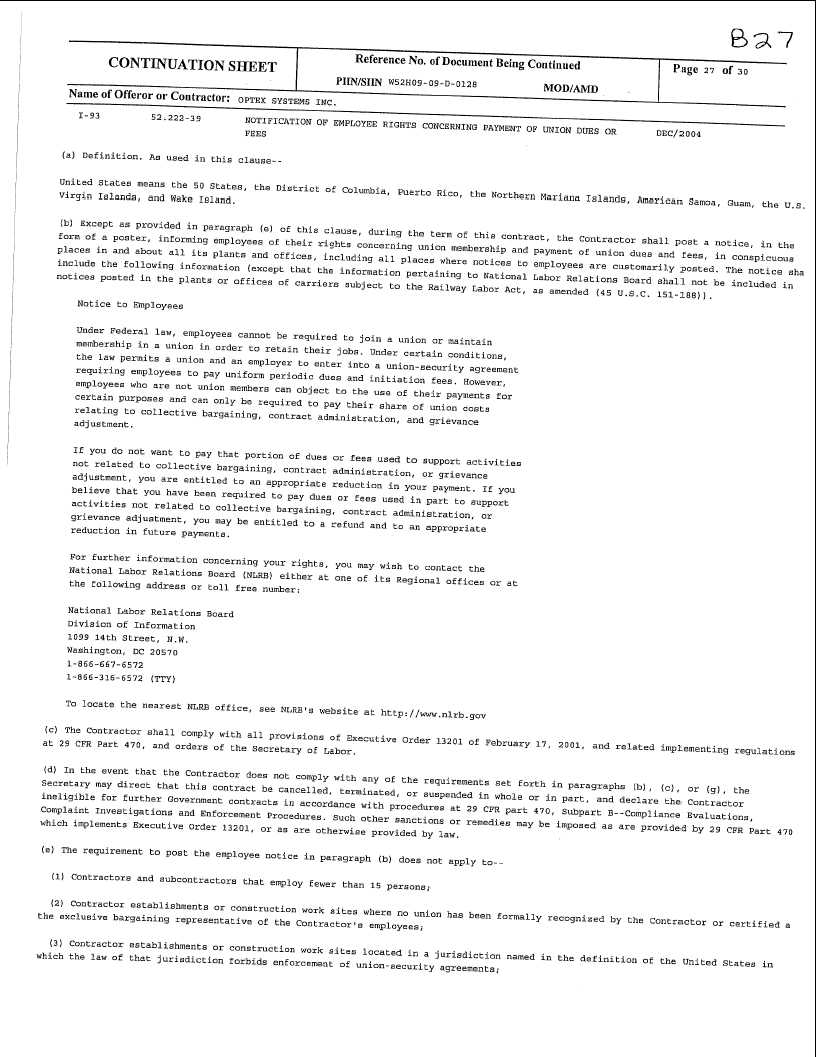 B27
CONTINUATION SHEET
Reference No. of Document Being Continued
Page 27 of 30
PIIN/SIIN W52H09-09-D-0128
MOD/AMD
Name of Offeror or Contractor: OPTEX SYSTEMS INC.
I-93 52.222-39 NOTIFICATION OF EMPLOYEE RIGHTS CONCERNING PAYMENT OF UNION DUES OR DEC/2004
FEES
(a) Definition. As used in this clause--
United States means the 50 States, the District of Columbia, Puerto Rico, the Northern Mariana Islands, American Samoa, Guam, the U.S.
Virgin Islands, and Wake Island.
(b) Except as provided in paragraph (e) of this clause, during the term of this contract, the Contractor shall post a notice, in the
form of a poster, informing employees of their rights concerning union membership and payment of union dues and fees, in conspicuous
places in and about all its plants and offices, including all places where notices to employees are customarily posted. The notice sha
include the following information (except that the information pertaining to National Labor Relations Board shall not be included in
notices posted in the plants or offices of carriers subject to the Railway Labor Act, as amended (45 U.S.C. 151-188)).
Notice to Employees
Under Federal law, employees cannot be required to join a union or maintain
membership in a union in order to retain their jobs. Under certain conditions,
the law permits a union and an employer to enter into a union-security agreement
requiring employees to pay uniform periodic dues and initiation fees. However,
employees who are not union members can object to the use of their payments for
certain purposes and can only be required to pay their share of union costs
relating to collective bargaining, contract administration, and grievance
adjustment.
If you do not want to pay that portion of dues or fees used to support activities
not related to collective bargaining, contract administration, or grievance
adjustment, you are entitled to an appropriate reduction in your payment. If you
believe that you have been required to pay dues or fees used in part to support
activities not related to collective bargaining, contract administration, or
grievance adjustment, you may be entitled to a refund and to an appropriate
reduction in future payments.
For further information concerning your rights, you may wish to contact the
National Labor Relations Board (NLRB) either at one of its Regional offices or at
the following address or toll free number:
National Labor Relations Board
Division of Information
1099 14th Street, N.W.
Washington, DC 20570
1-866-667-6572
1-866-316-6572 (TTY)
To locate the nearest NLRB office, see NLRB's website at http://www.nlrb.gov
(c) The Contractor shall comply with all provisions of Executive Order 13201 of February 17, 2001, and related implementing regulations
at 29 CFR Part 470, and orders of the Secretary of Labor.
(d) In the event that the Contractor does not comply with any of the requirements set forth in paragraphs (b), (c), or (g), the
Secretary may direct that this contract be cancelled, terminated, or suspended in whole or in part, and declare the Contractor
ineligible for further Government contracts in accordance with procedures at 29 CFR part 470, Subpart B--Compliance Evaluations,
Complaint Investigations and Enforcement Procedures. Such other sanctions or remedies may be imposed as are provided by 29 CFR Part 470
which implements Executive Order 13201, or as are otherwise provided by law.
(e) The requirement to post the employee notice in paragraph (b) does not apply to--
(1) Contractors and subcontractors that employ fewer than 15 persons;
(2) Contractor establishments or construction work sites where no union has been formally recognized by the Contractor or certified a
the exclusive bargaining representative of the Contractor's employees;
(3) Contractor establishments or construction work sites located in a jurisdiction named in the definition of the United States in
which the law of that jurisdiction forbids enforcement of union-security agreements;